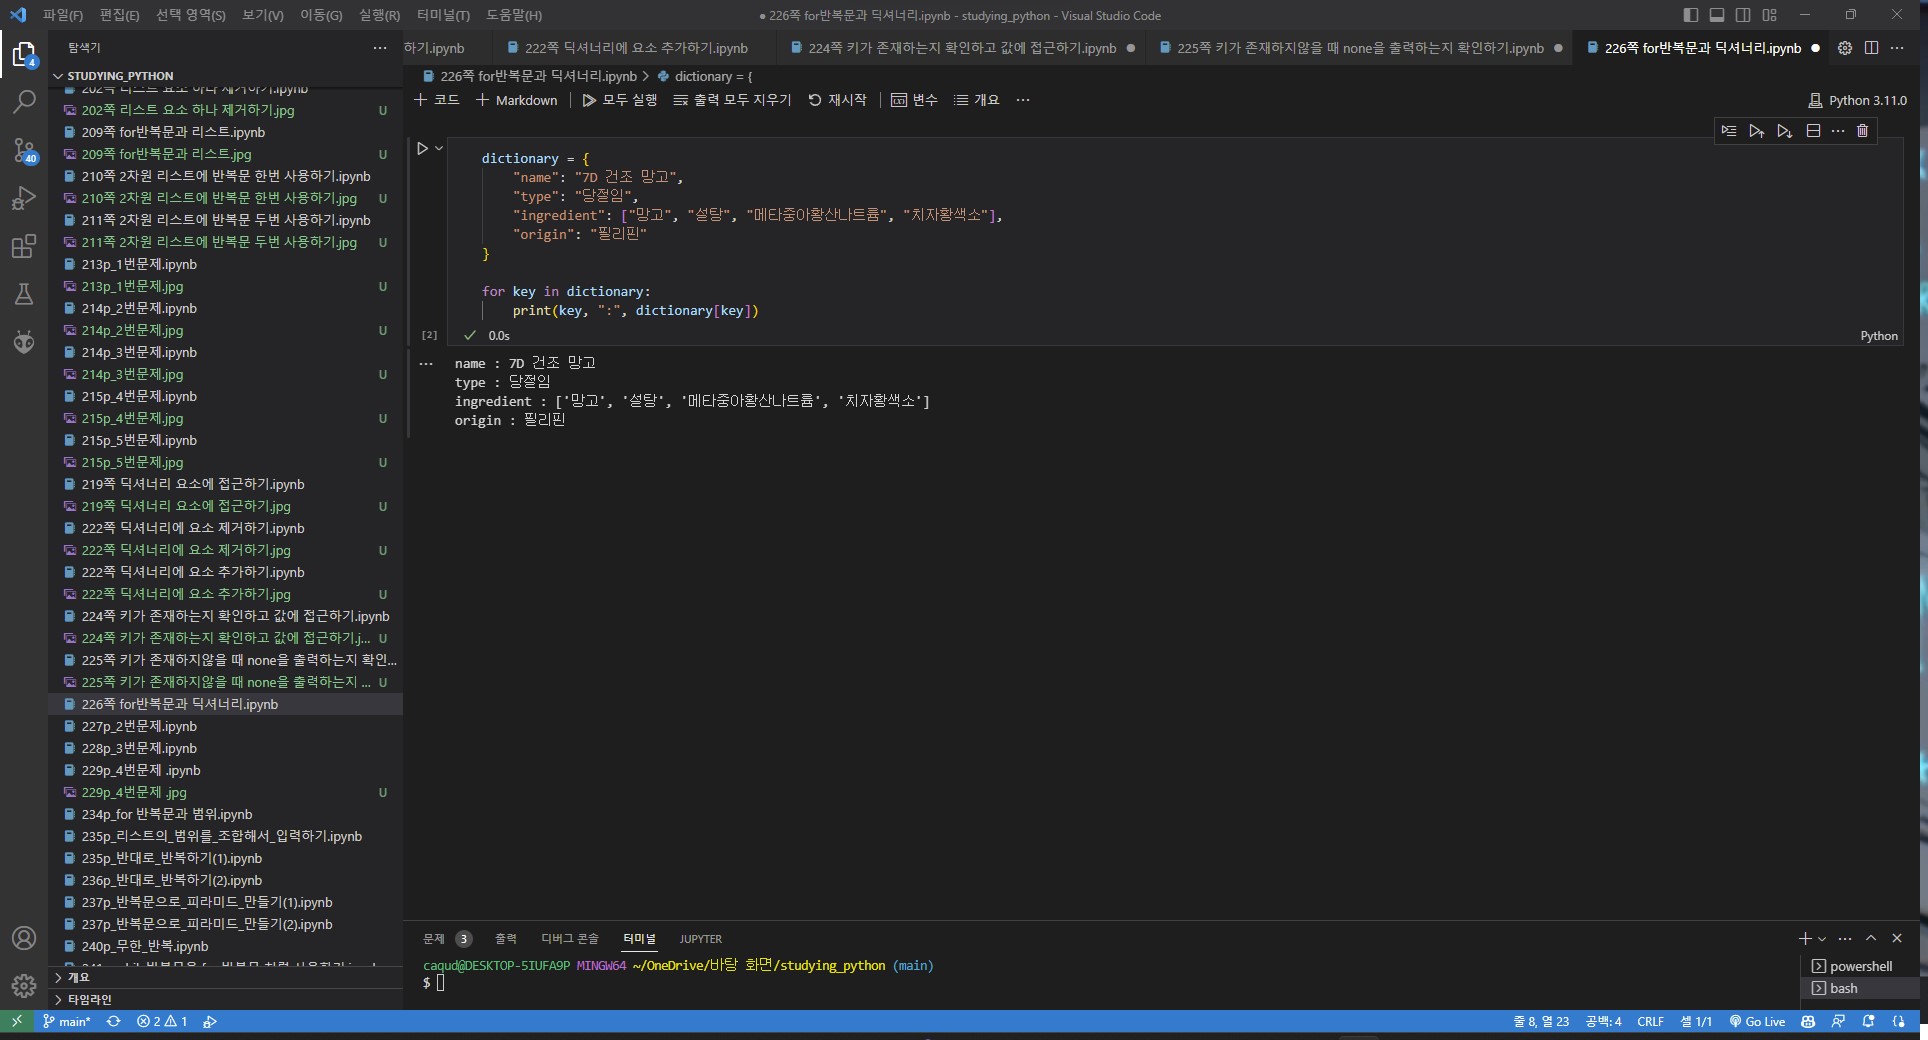 파일(F) 편집(E) 선택 영역(S) 보기(V) 이동(G) 실행(R) 터미널(T) 도움말(H)
● 226쪽 for반복문과 딕셔너리.ipynb - studying_python - Visual Studio Code
탐색기 ···
STUDYING_PYTHON
202쪽 리스트 요소 하나 제거하기.ipynb
202쪽 리스트 요소 하나 제거하기.jpg U
209쪽 for반복문과 리스트.ipynb
209쪽 for반복문과 리스트.jpg U
210쪽 2차원 리스트에 반복문 한번 사용하기.ipynb
210쪽 2차원 리스트에 반복문 한번 사용하기.jpg U
211쪽 2차원 리스트에 반복문 두번 사용하기.ipynb
211쪽 2차원 리스트에 반복문 두번 사용하기.jpg U
213p_1번문제.ipynb
213p_1번문제.jpg U
214p_2번문제.ipynb
214p_2번문제.jpg U
214p_3번문제.ipynb
214p_3번문제.jpg U
215p_4번문제.ipynb
215p_4번문제.jpg U
215p_5번문제.ipynb
215p_5번문제.jpg U
219쪽 딕셔너리 요소에 접근하기.ipynb
219쪽 딕셔너리 요소에 접근하기.jpg U
222쪽 딕셔너리에 요소 제거하기.ipynb
222쪽 딕셔너리에 요소 제거하기.jpg U
222쪽 딕셔너리에 요소 추가하기.ipynb
222쪽 딕셔너리에 요소 추가하기.jpg U
224쪽 키가 존재하는지 확인하고 값에 접근하기.ipynb
224쪽 키가 존재하는지 확인하고 값에 접근하기.j... U
225쪽 키가 존재하지않을 때 none을 출력하는지 확인...
225쪽 키가 존재하지않을 때 none을 출력하는지 ... U
226쪽 for반복문과 딕셔너리.ipynb
227p_2번문제.ipynb
228p_3번문제.ipynb
229p_4번문제 .ipynb
229p_4번문제 .jpg U
234p_for 반복문과 범위.ipynb
235p_리스트의_범위를_조합해서_입력하기.ipynb
235p_반대로_반복하기(1).ipynb
236p_반대로_반복하기(2).ipynb
237p_반복문으로_피라미드_만들기(1).ipynb
237p_반복문으로_피라미드_만들기(2).ipynb
240p_무한_반복.ipynb
개요
타임라인
4
40
하기.ipynb 222쪽 딕셔너리에 요소 추가하기.ipynb 224쪽 키가 존재하는지 확인하고 값에 접근하기.ipynb 225쪽 키가 존재하지않을 때 none을 출력하는지 확인하기.ipynb 226쪽 for반복문과 딕셔너리.ipynb
226쪽 for반복문과 딕셔너리.ipynb > dictionary = {
+ 코드 + Markdown 모두 실행 출력 모두 지우기 재시작 변수 개요 ··· Python 3.11.0
dictionary = {
"name": "7D 건조 망고",
"type": "당절임",
"ingredient": ["망고", "설탕", "메타중아황산나트륨", "치자황색소"],
"origin": "필리핀"
}
for key in dictionary:
print(key, ":", dictionary[key])
[2] 0.0s Python
name : 7D 건조 망고
type : 당절임
ingredient : ['망고', '설탕', '메타중아황산나트륨', '치자황색소']
origin : 필리핀
문제 3 출력 디버그 콘솔 터미널 JUPYTER
caqud@DESKTOP-5IUFA9P MINGW64 ~/OneDrive/바탕 화면/studying_python (main)
$
powershell
bash
main* 2 1 줄 8, 열 23 공백: 4 CRLF 셀 1/1 Go Live